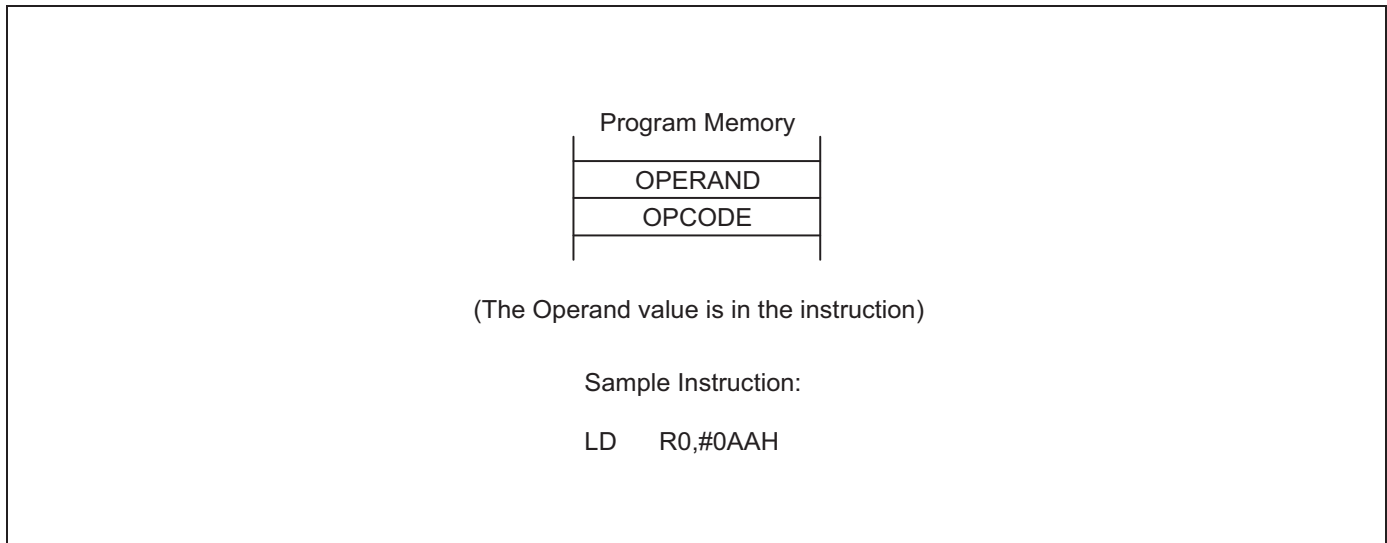 Program Memory
OPERAND
OPCODE
(The Operand value is in the instruction)
Sample Instruction:
LD R0,#0AAH